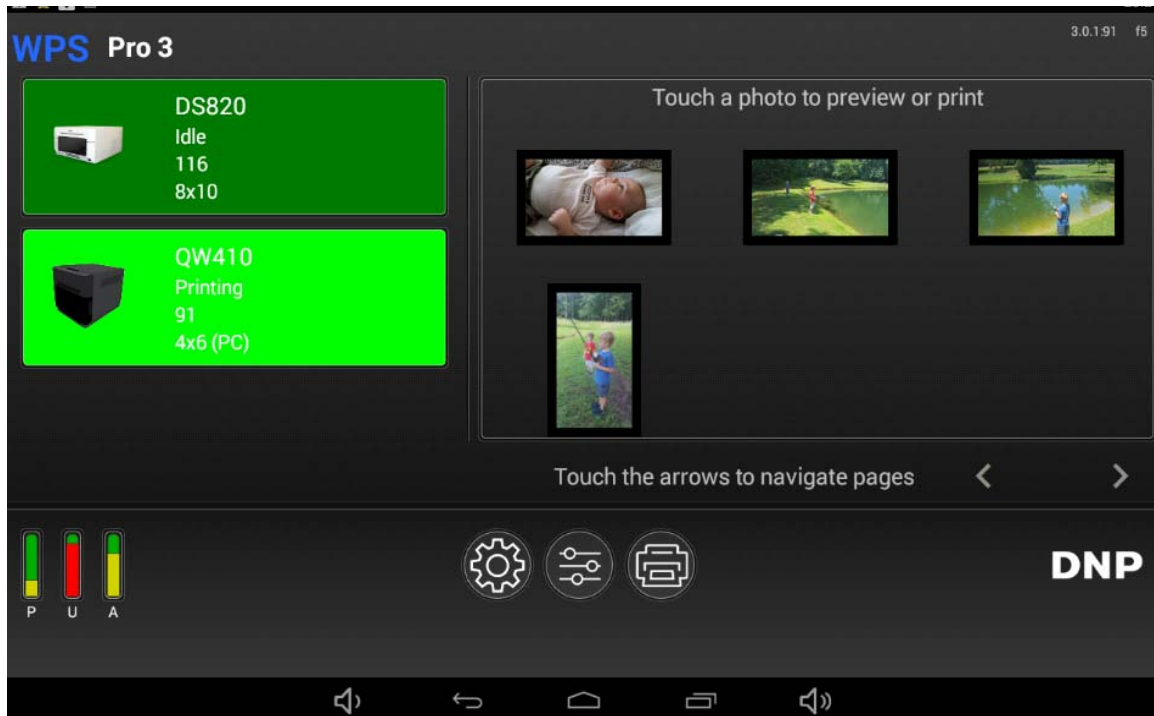 WPS Pro 3
3.0.1:91 f5
DS820
Idle
116
8x10
QW410
Printing
91
4x6 (PC)
Touch a photo to preview or print
Touch the arrows to navigate pages
P U A
DNP